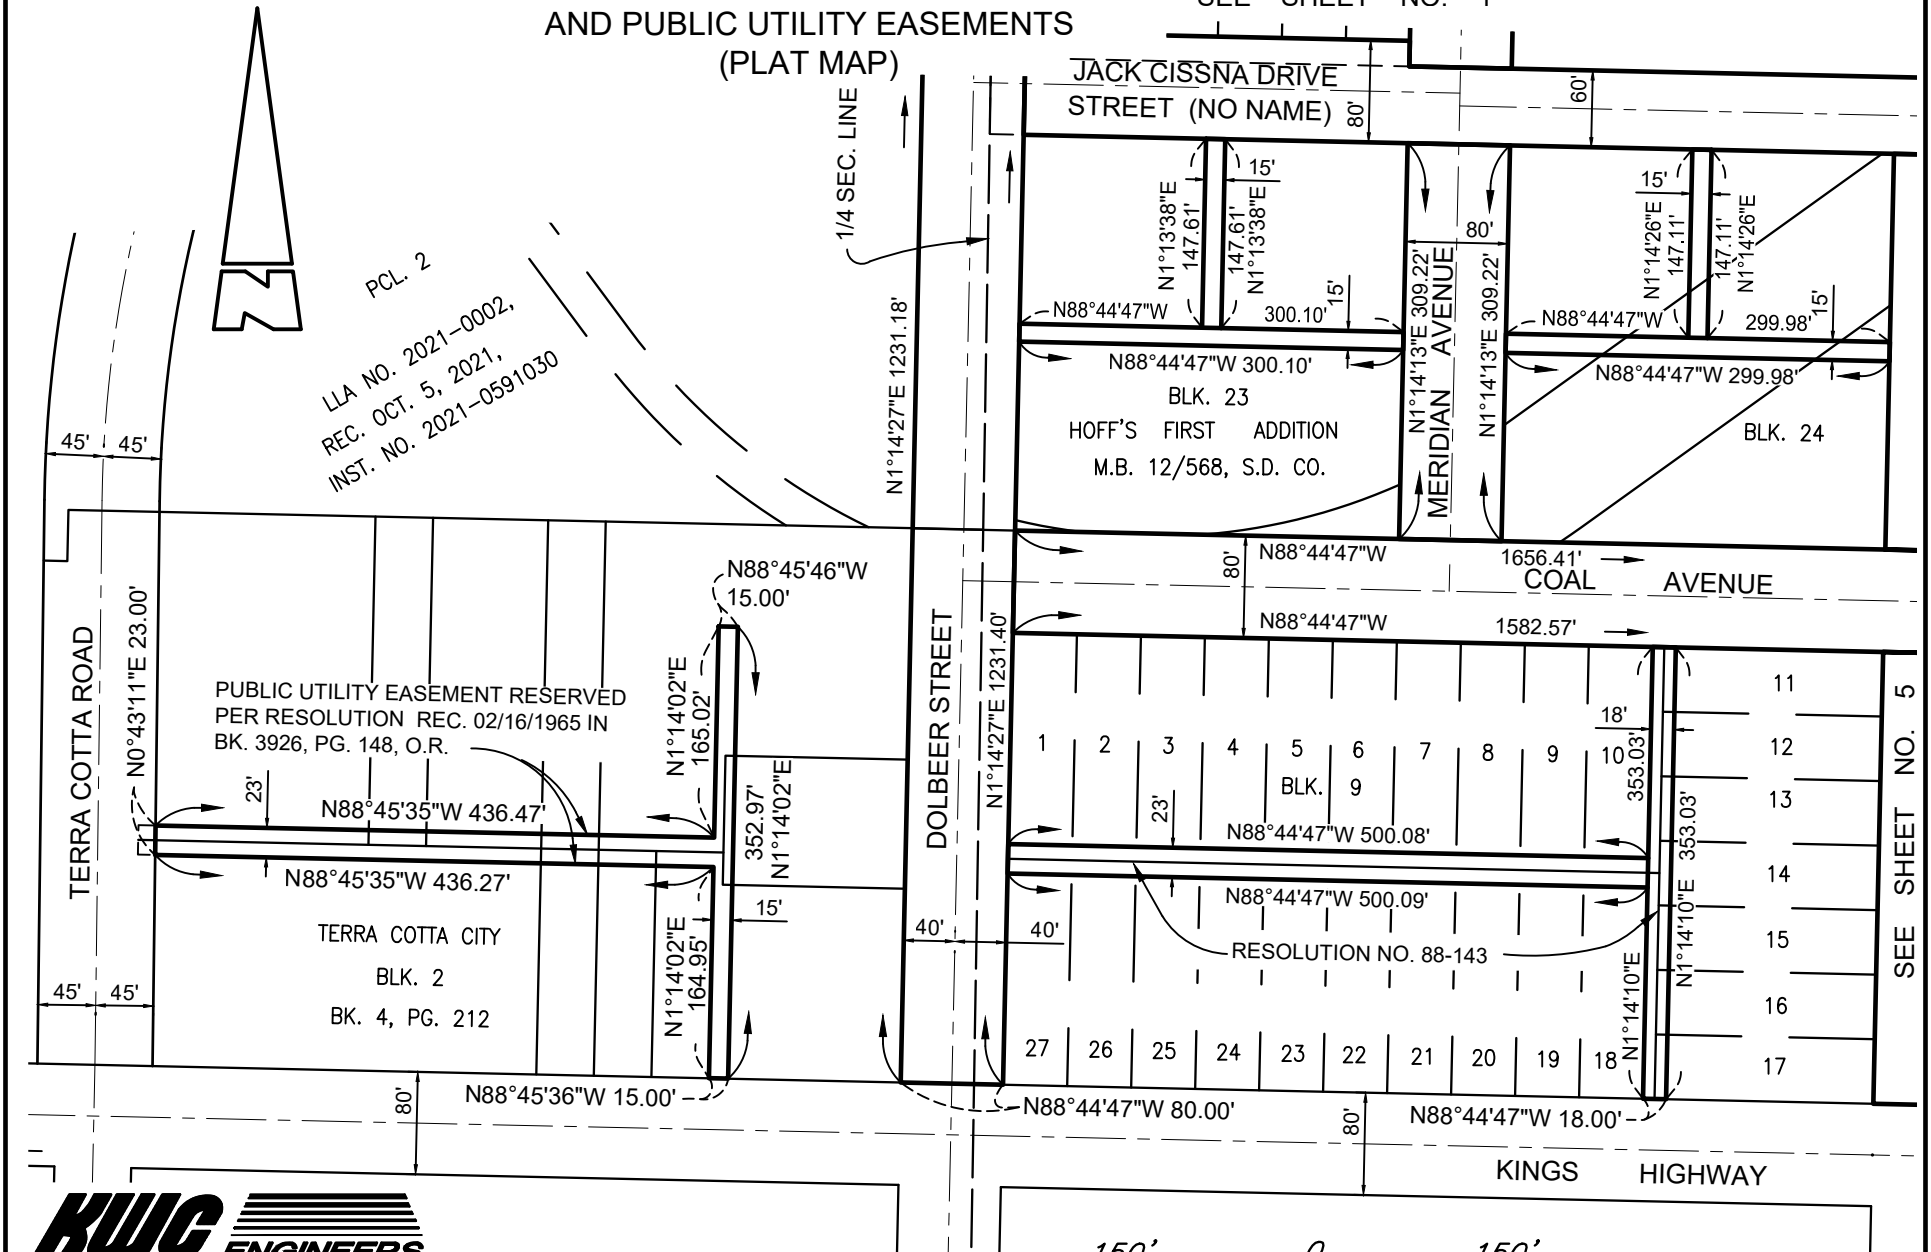 SEE SHEET NO. 4
AND PUBLIC UTILITY EASEMENTS
(PLAT MAP)
JACK CISSNA DRIVE
STREET (NO NAME)
80'
60'
1/4 SEC. LINE
N
PCL. 2
LLA NO. 2021-0002,
REC. OCT. 5, 2021,
INST. NO. 2021-0591030
N1°13'38"E
147.61'
147.61'
N1°13'38"E
15'
15'
N1°14'26"E
147.11'
147.11'
N1°14'26"E
80'
N88°44'47"W
300.10'
15'
N88°44'47"W 300.10'
N88°44'47"W
299.98'
15'
N88°44'47"W 299.98'
BLK. 23
HOFF'S FIRST ADDITION
M.B. 12/568, S.D. CO.
N1°14'13"E 309.22'
MERIDIAN AVENUE
N1°14'13"E 309.22'
BLK. 24
N1°14'27"E 1231.18'
45'
45'
N88°44'47"W
1656.41'
80'
COAL AVENUE
N88°44'47"W
1582.57'
N88°45'46"W
15.00'
TERRA COTTA ROAD
N0°43'11"E 23.00'
PUBLIC UTILITY EASEMENT RESERVED
PER RESOLUTION REC. 02/16/1965 IN
BK. 3926, PG. 148, O.R.
N1°14'02"E
165.02'
352.97'
N1°14'02"E
DOLBEER STREET
N1°14'27"E 1231.40'
1
2
3
4
5
6
7
8
9
10
BLK. 9
11
12
13
14
15
16
17
18'
353.03'
353.03'
SEE SHEET NO. 5
23'
N88°45'35"W 436.47'
N88°45'35"W 436.27'
23'
N88°44'47"W 500.08'
N88°44'47"W 500.09'
15'
40'
40'
RESOLUTION NO. 88-143
TERRA COTTA CITY
BLK. 2
BK. 4, PG. 212
N1°14'02"E
164.95'
N1°14'10"E
N1°14'10"E
45'
45'
27
26
25
24
23
22
21
20
19
18
80'
N88°45'36"W 15.00'
N88°44'47"W 80.00'
80'
N88°44'47"W 18.00'
KINGS HIGHWAY
KWC
ENGINEERS
150'
0
150'